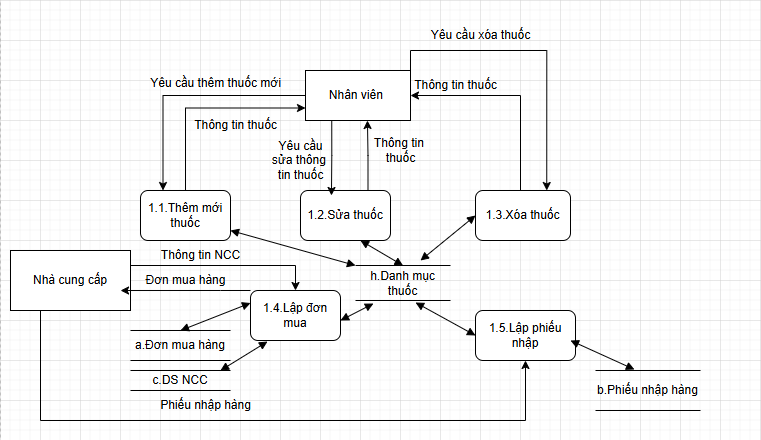 Yêu cầu xóa thuốc
Yêu cầu thêm thuốc mới
Nhân viên
Thông tin thuốc
Thông tin thuốc
Yêu cầu
sửa thông
tin thuốc
Thông tin
thuốc
1.1.Thêm mới
thuốc
1.2.Sửa thuốc
1.3.Xóa thuốc
Thông tin NCC
Nhà cung cấp
Đơn mua hàng
h.Danh mục
thuốc
1.4.Lập đơn
mua
1.5.Lập phiếu
nhập
a.Đơn mua hàng
c.DS NCC
b.Phiếu nhập hàng
Phiếu nhập hàng